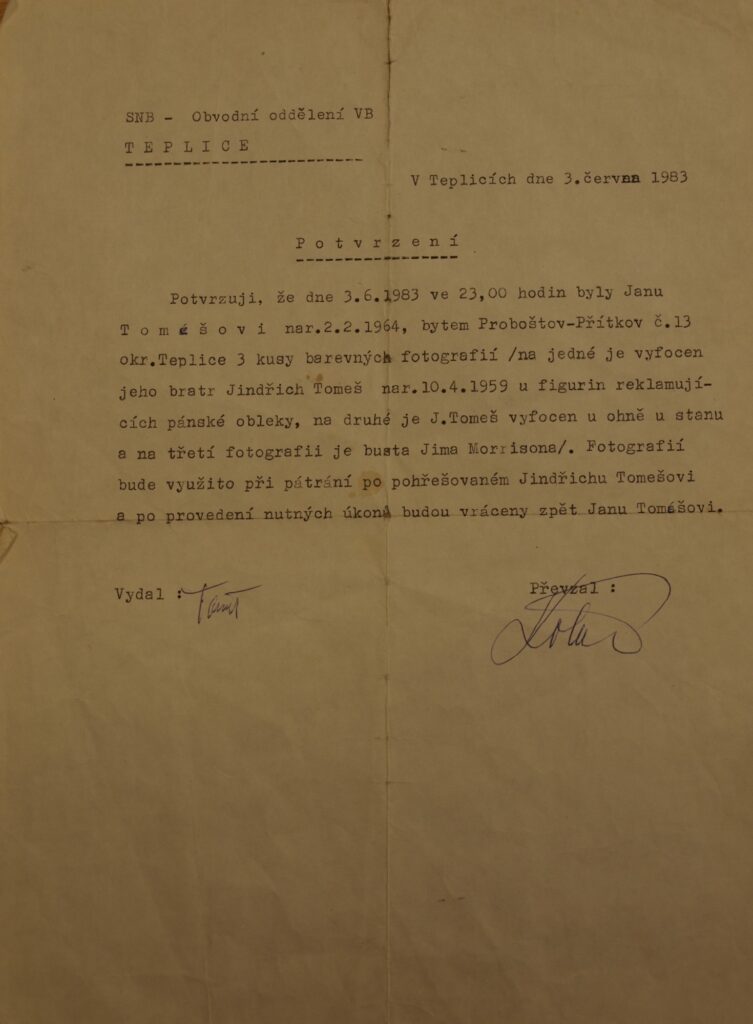 SNB - Obvodní oddělení VB
T E P L I C E
V Teplicích dne 3.června 1983
P o t v r z e n í
Potvrzuji, že dne 3.6.1983 ve 23,00 hodin byly Janu
T o m é š o v i nar.2.2.1964, bytem Proboštov-Přítkov č.13
okr.Teplice 3 kusy barevných fotografií /na jedné je vyfocen
jeho bratr Jindřich Tomeš nar.10.4.1959 u figurin reklamují-
cích pánské obleky, na druhé je J.Tomeš vyfocen u ohně u stanu
a na třetí fotografii je busta Jima Morrisona/. Fotografií
bude využito při pátrání po pohřešovaném Jindřichu Tomešovi
a po provedení nutných úkonů budou vráceny zpět Janu Tomášovi.
Vydal :
Převzal :